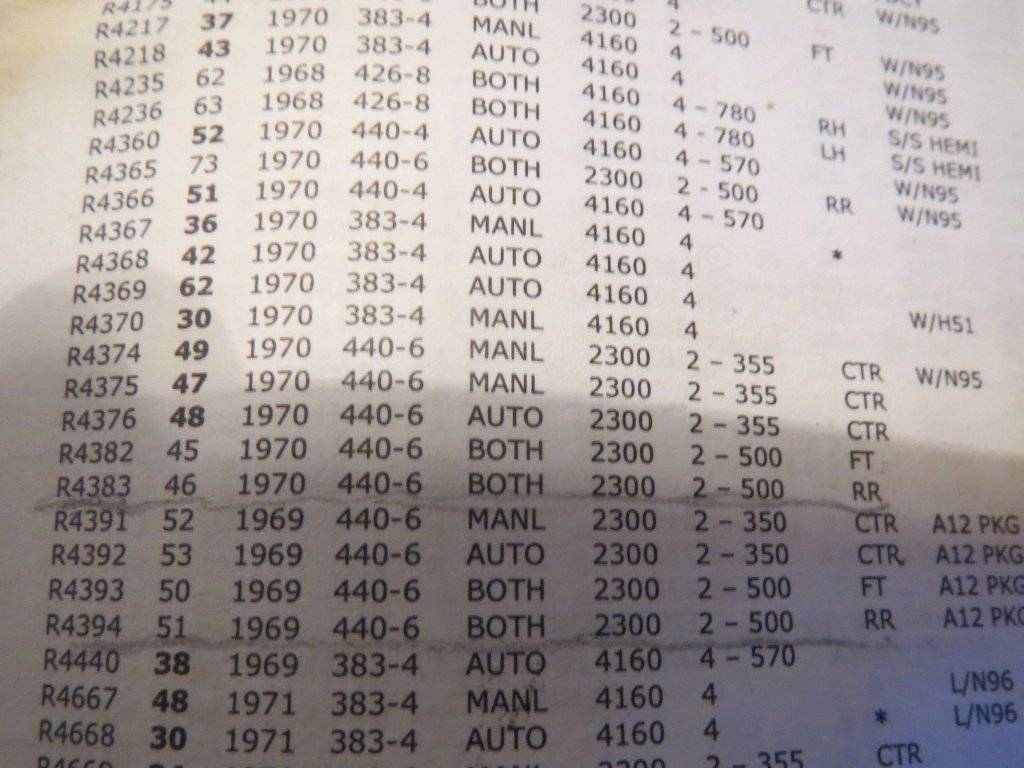 4 CTR W/N95
R4175 44 BOTH 2300 2 - 500 FT W/N95
R4217 37 1970 383-4 MANL 4160 4 W/N95
R4218 43 1970 383-4 AUTO 4160 4 W/N95
R4235 62 1968 426-8 BOTH 4160 4 - 780 RH S/S HEMI
R4236 63 1968 426-8 BOTH 4160 4 - 780 LH S/S HEMI
R4360 52 1970 440-4 AUTO 4160 4 - 570 W/N95
R4365 73 1970 440-6 BOTH 2300 2 - 500 RR W/N95
R4366 51 1970 440-4 AUTO 4160 4 - 570
R4367 36 1970 383-4 MANL 4160 4 *
R4368 42 1970 383-4 AUTO 4160 4
R4369 62 1970 383-4 AUTO 4160 4 W/H51
R4370 30 1970 383-4 MANL 4160 4
R4374 49 1970 440-6 MANL 2300 2 - 355 CTR W/N95
R4375 47 1970 440-6 MANL 2300 2 - 355 CTR
R4376 48 1970 440-6 AUTO 2300 2 - 355 CTR
R4382 45 1970 440-6 BOTH 2300 2 - 500 FT
R4383 46 1970 440-6 BOTH 2300 2 - 500 RR
R4391 52 1969 440-6 MANL 2300 2 - 350 CTR A12 PKG
R4392 53 1969 440-6 AUTO 2300 2 - 350 CTR A12 PKG
R4393 50 1969 440-6 BOTH 2300 2 - 500 FT A12 PKG
R4394 51 1969 440-6 BOTH 2300 2 - 500 RR A12 PKG
R4440 38 1969 383-4 AUTO 4160 4 - 570
R4667 48 1971 383-4 MANL 4160 4 L/N96
R4668 30 1971 383-4 AUTO 4160 4 * L/N96
R4669 2300 2 - 355 CTR